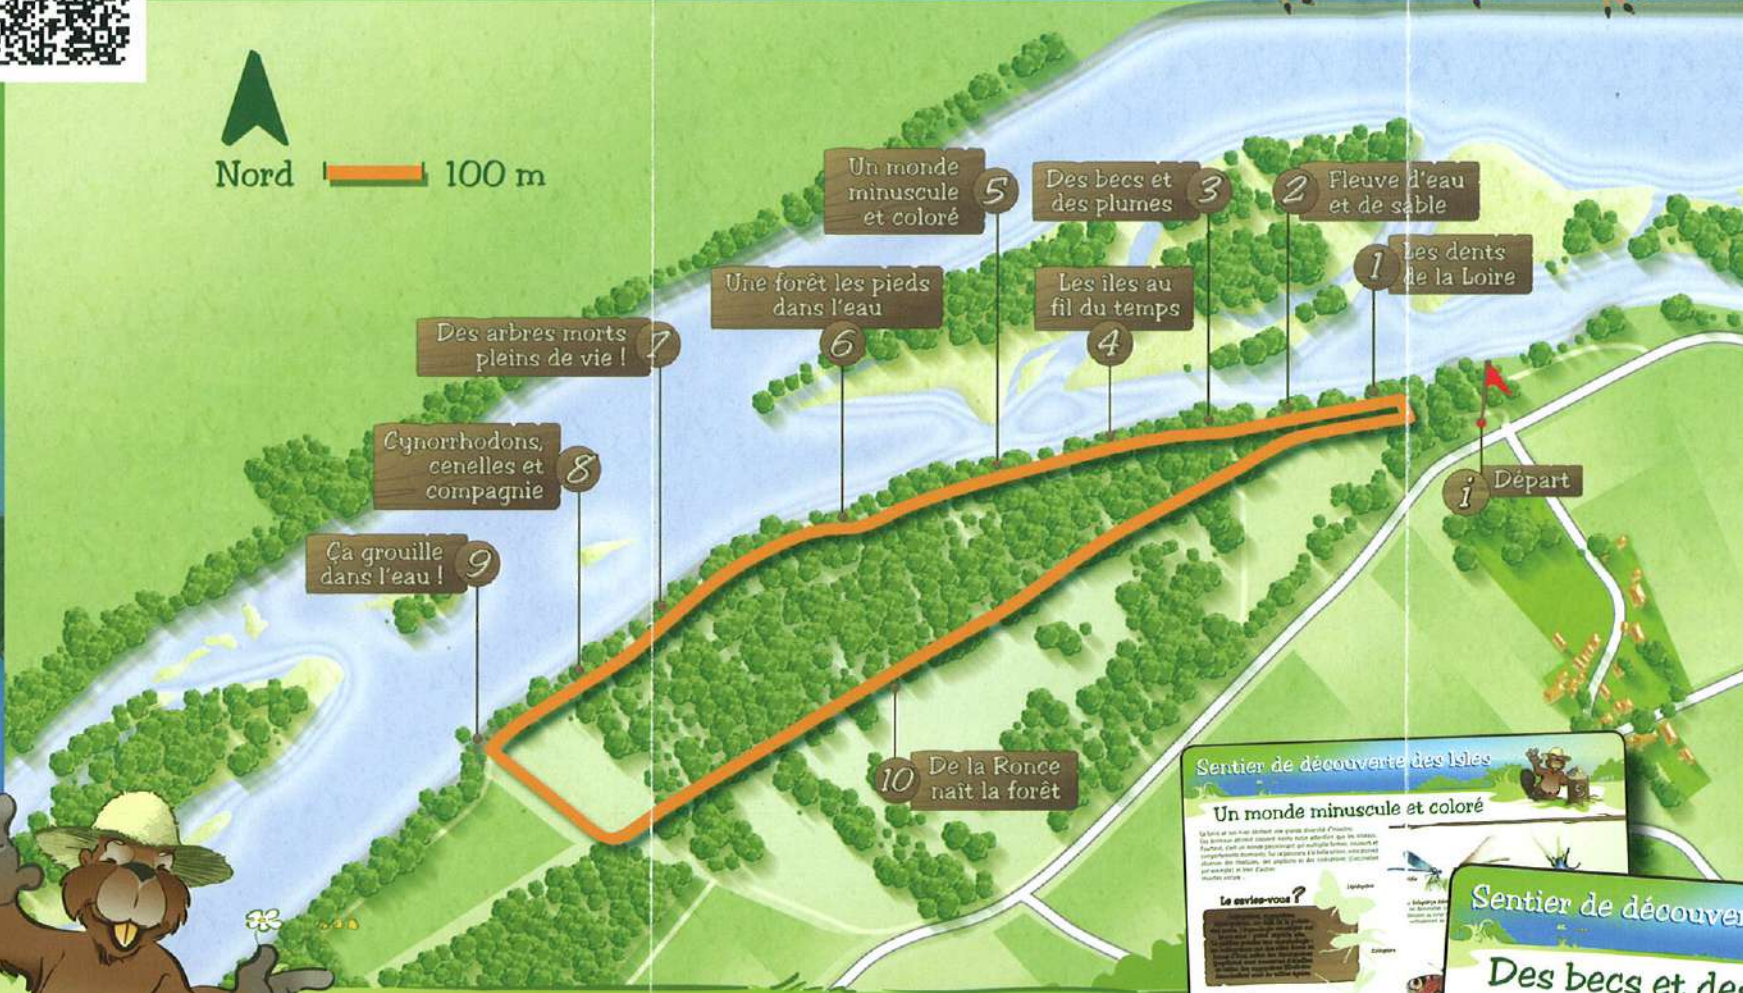 Nord
100 m
Un monde
minuscule
et coloré
5
Des becs et
des plumes
3
2
Fleuve d'eau
et de sable
1
Les dents
de la Loire
Une forêt les pieds
dans l'eau
6
Les îles au
fil du temps
4
Des arbres morts
pleins de vie !
7
Cynorrhodons,
cenelles et
compagnie
8
Ça grouille
dans l'eau !
9
i
Départ
10
De la Ronce
naît la forêt
Sentier de découverte des Isles
Un monde minuscule et coloré
Le saviez-vous ?
Sentier de découver
Des becs et des